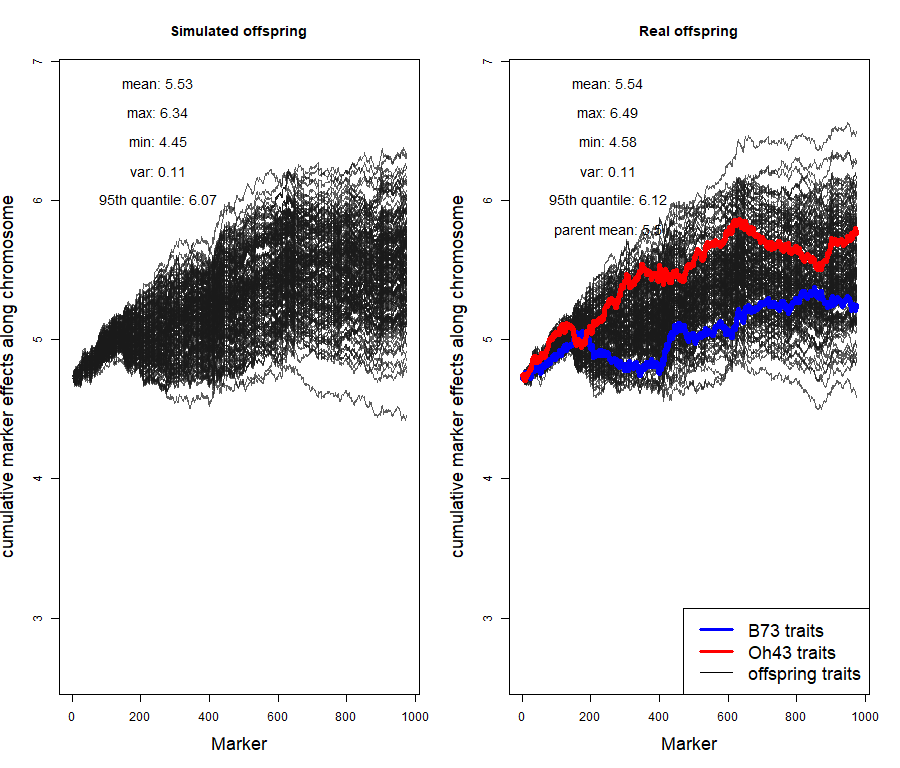 Simulated offspring
mean: 5.53
max: 6.34
min: 4.45
var: 0.11
95th quantile: 6.07
cumulative marker effects along chromosome
7
6
5
4
3
0 200 400 600 800 1000
Marker
Real offspring
mean: 5.54
max: 6.49
min: 4.58
var: 0.11
95th quantile: 6.12
parent mean:
cumulative marker effects along chromosome
7
6
5
4
3
B73 traits
Oh43 traits
offspring traits
0 200 400 600 800 1000
Marker